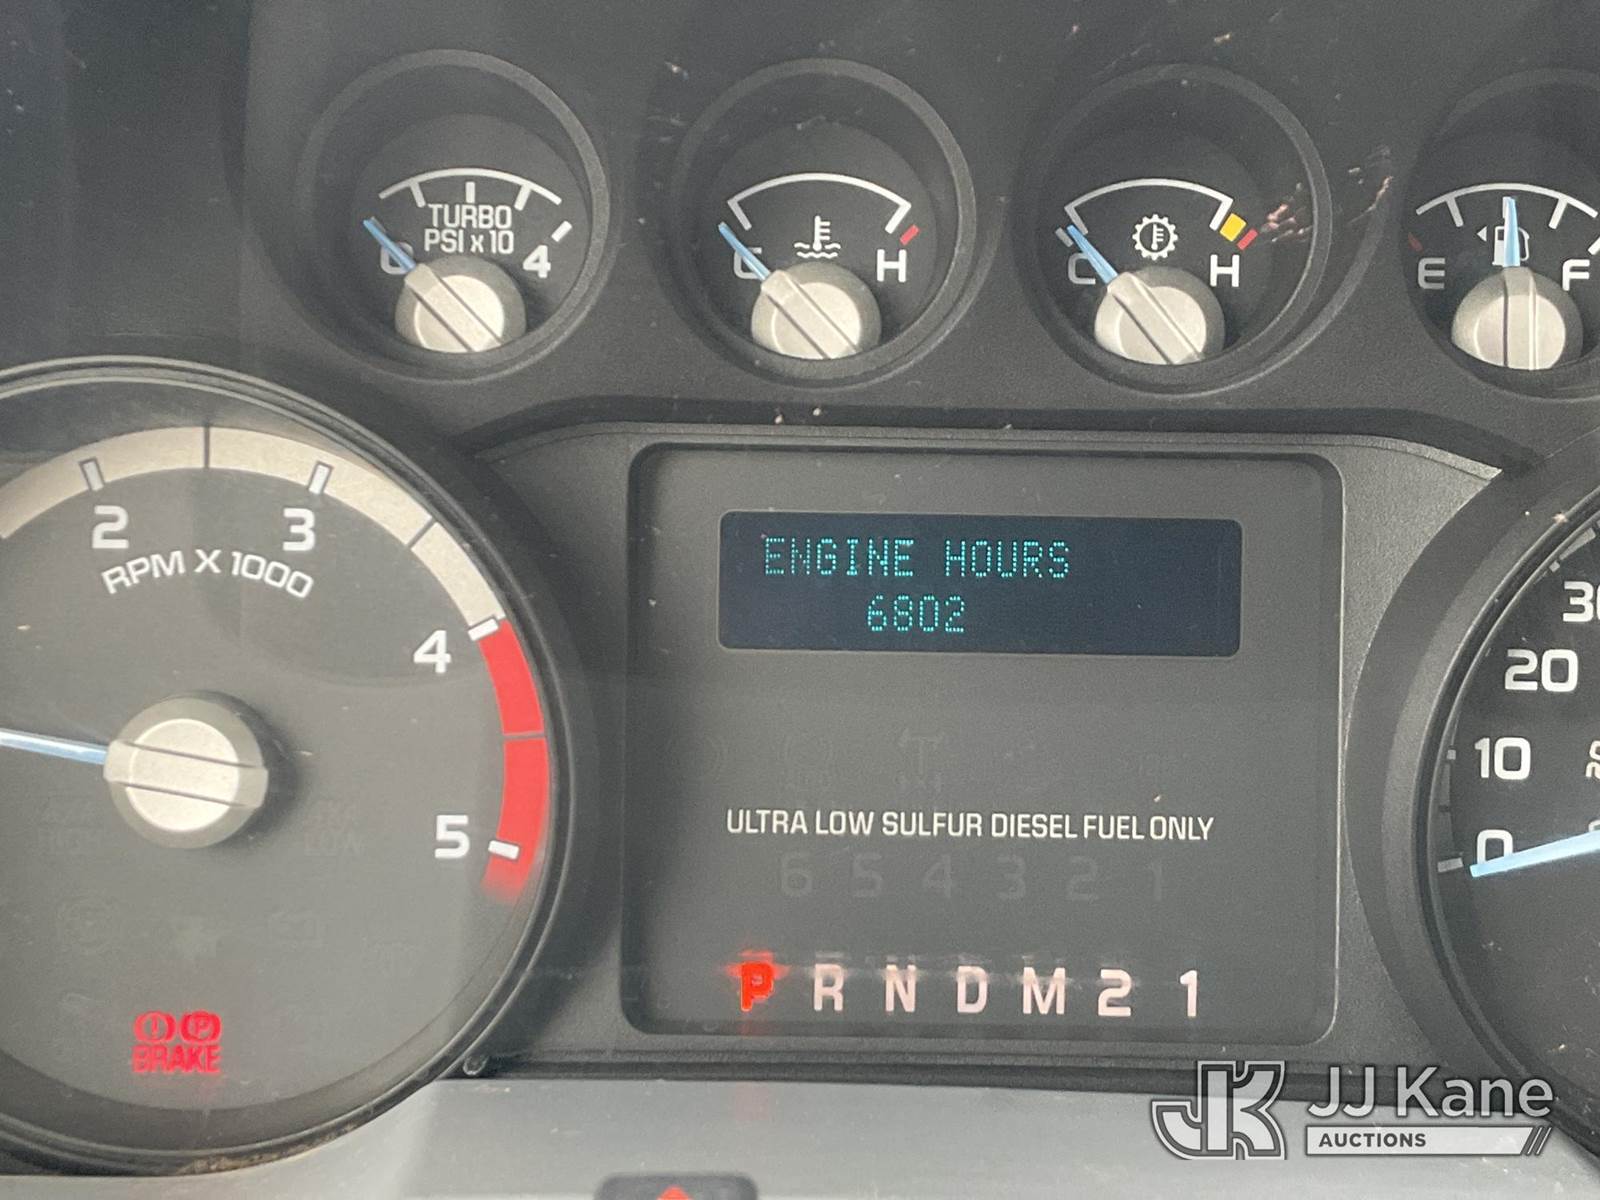 TURBO
PSI x 10
0 4
C H
C H
E F
2 3 4 5
RPM X 1000
ENGINE HOURS
6802
30
20
10
0
ULTRA LOW SULFUR DIESEL FUEL ONLY
6 5 4 3 2 1
P R N D M 2 1
BRAKE
JJ Kane
AUCTIONS